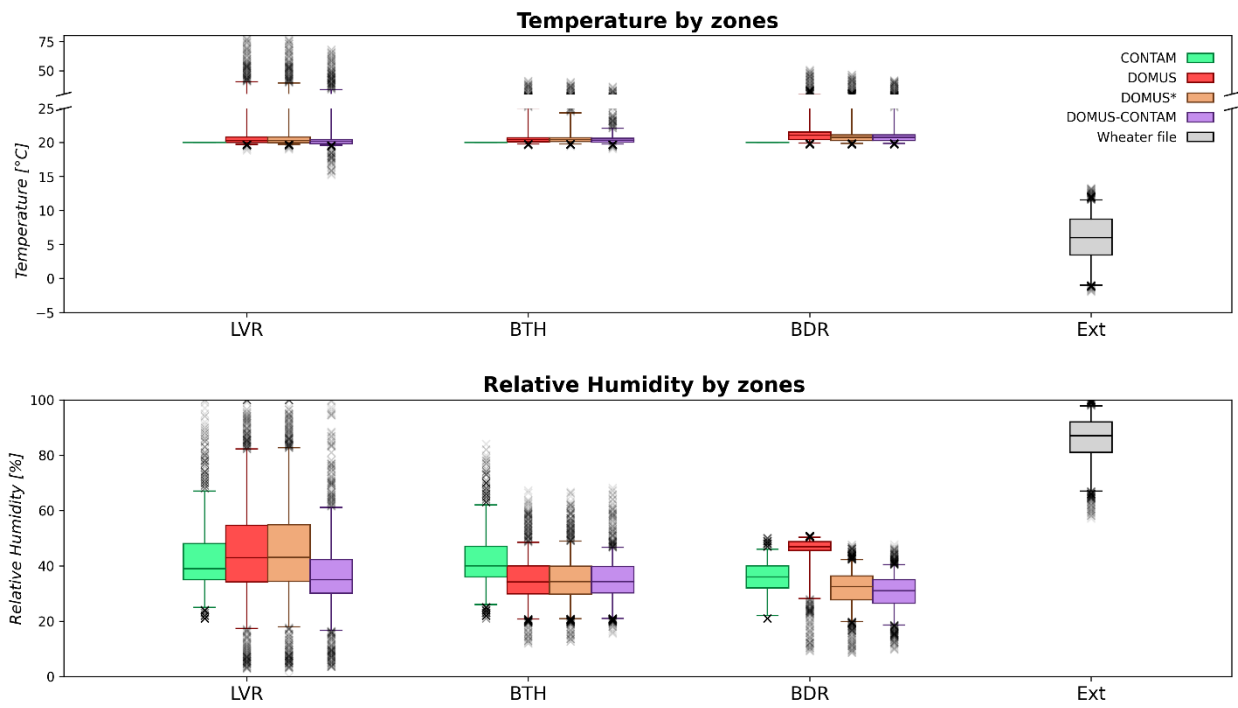 Temperature by zones
75
50
25
20
15
10
5
0
−5
Temperature [°C]
CONTAM
DOMUS
DOMUS*
DOMUS-CONTAM
Wheater file
LVR
BTH
BDR
Ext
Relative Humidity by zones
100
80
60
40
20
0
Relative Humidity [%]
LVR
BTH
BDR
Ext